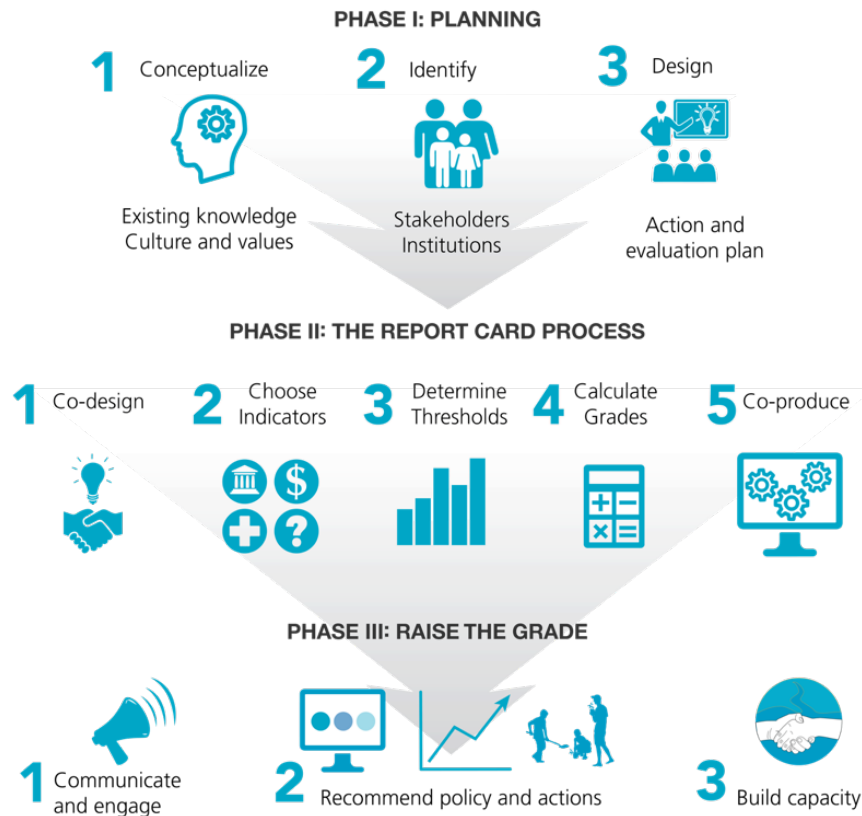 PHASE I: PLANNING
1 Conceptualize
2 Identify
3 Design
Existing knowledge
Culture and values
Stakeholders
Institutions
Action and
evaluation plan
PHASE II: THE REPORT CARD PROCESS
1 Co-design
2 Choose
Indicators
3 Determine
Thresholds
4 Calculate
Grades
5 Co-produce
$
?
+ −
× =
PHASE III: RAISE THE GRADE
1 Communicate
and engage
2 Recommend policy and actions
3 Build capacity